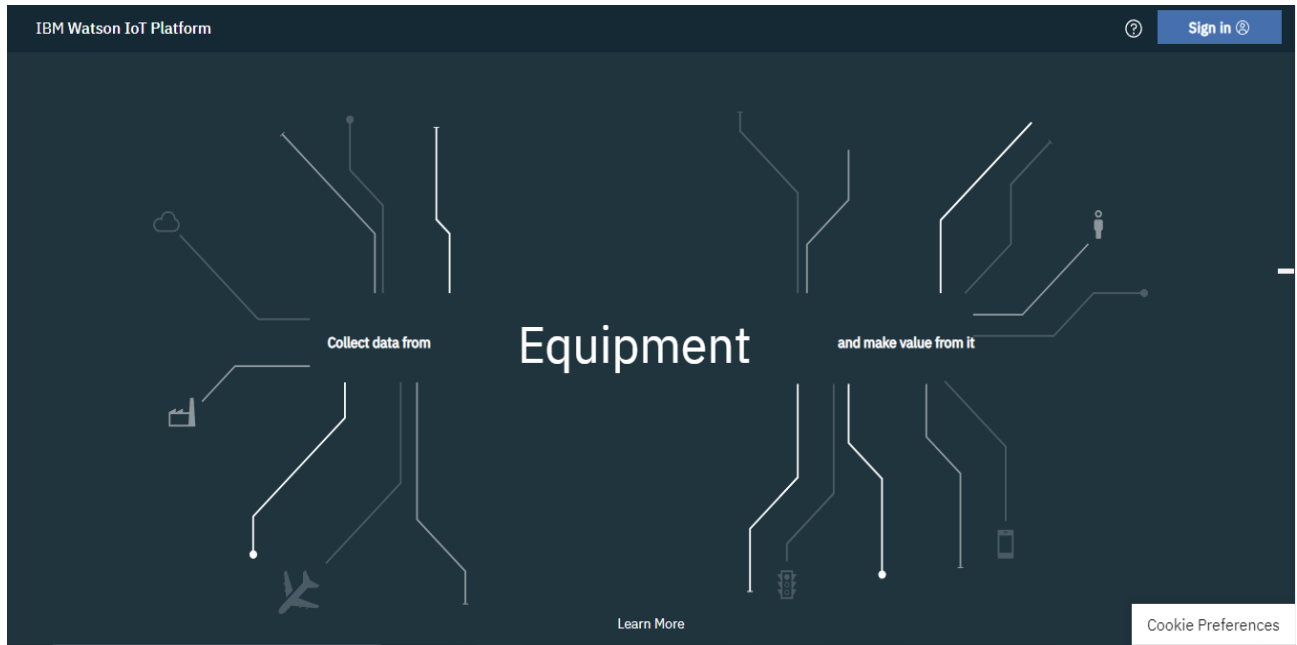 IBM Watson IoT Platform
Sign in
Collect data from
Equipment
and make value from it
Learn More
Cookie Preferences